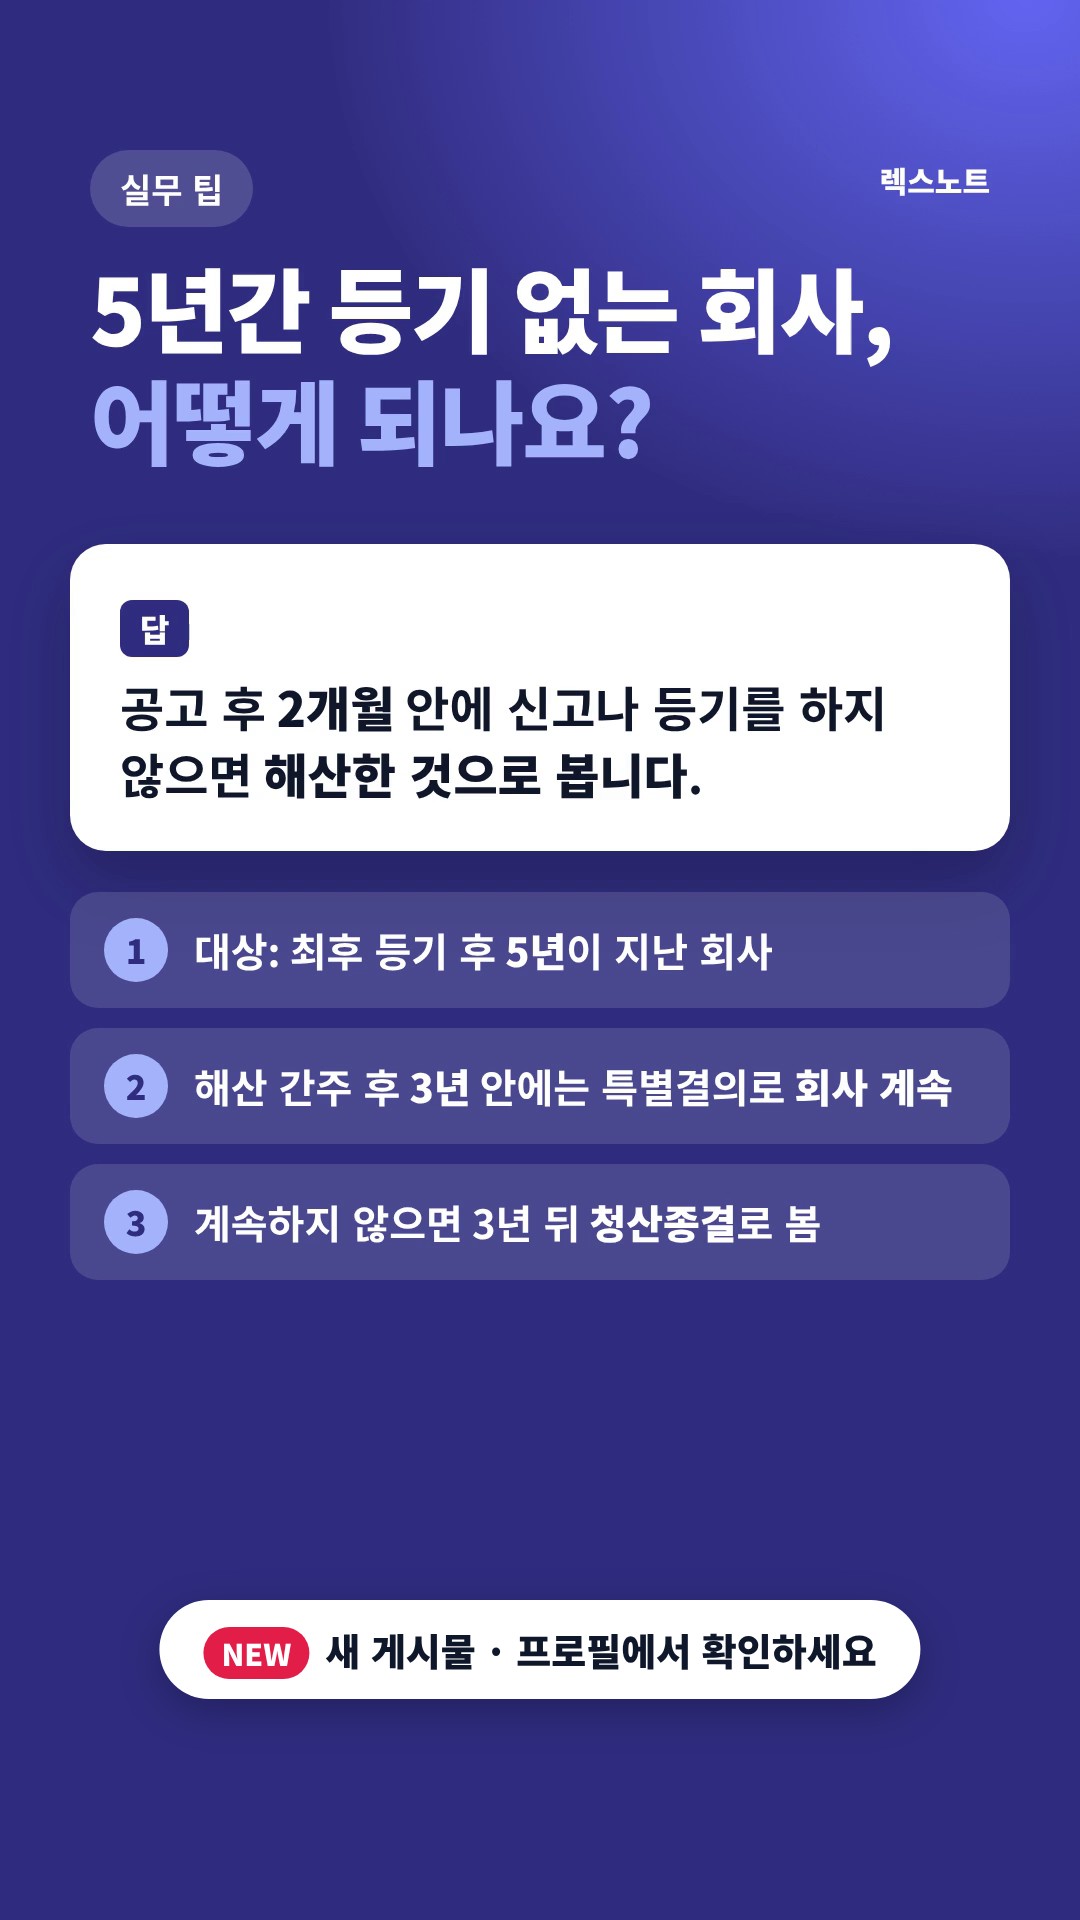 실무 팁
렉스노트
5년간 등기 없는 회사,
어떻게 되나요?
답
공고 후 2개월 안에 신고나 등기를 하지
않으면 해산한 것으로 봅니다.
1 대상: 최후 등기 후 5년이 지난 회사
2 해산 간주 후 3년 안에는 특별결의로 회사 계속
3 계속하지 않으면 3년 뒤 청산종결로 봄
NEW 새 게시물 · 프로필에서 확인하세요